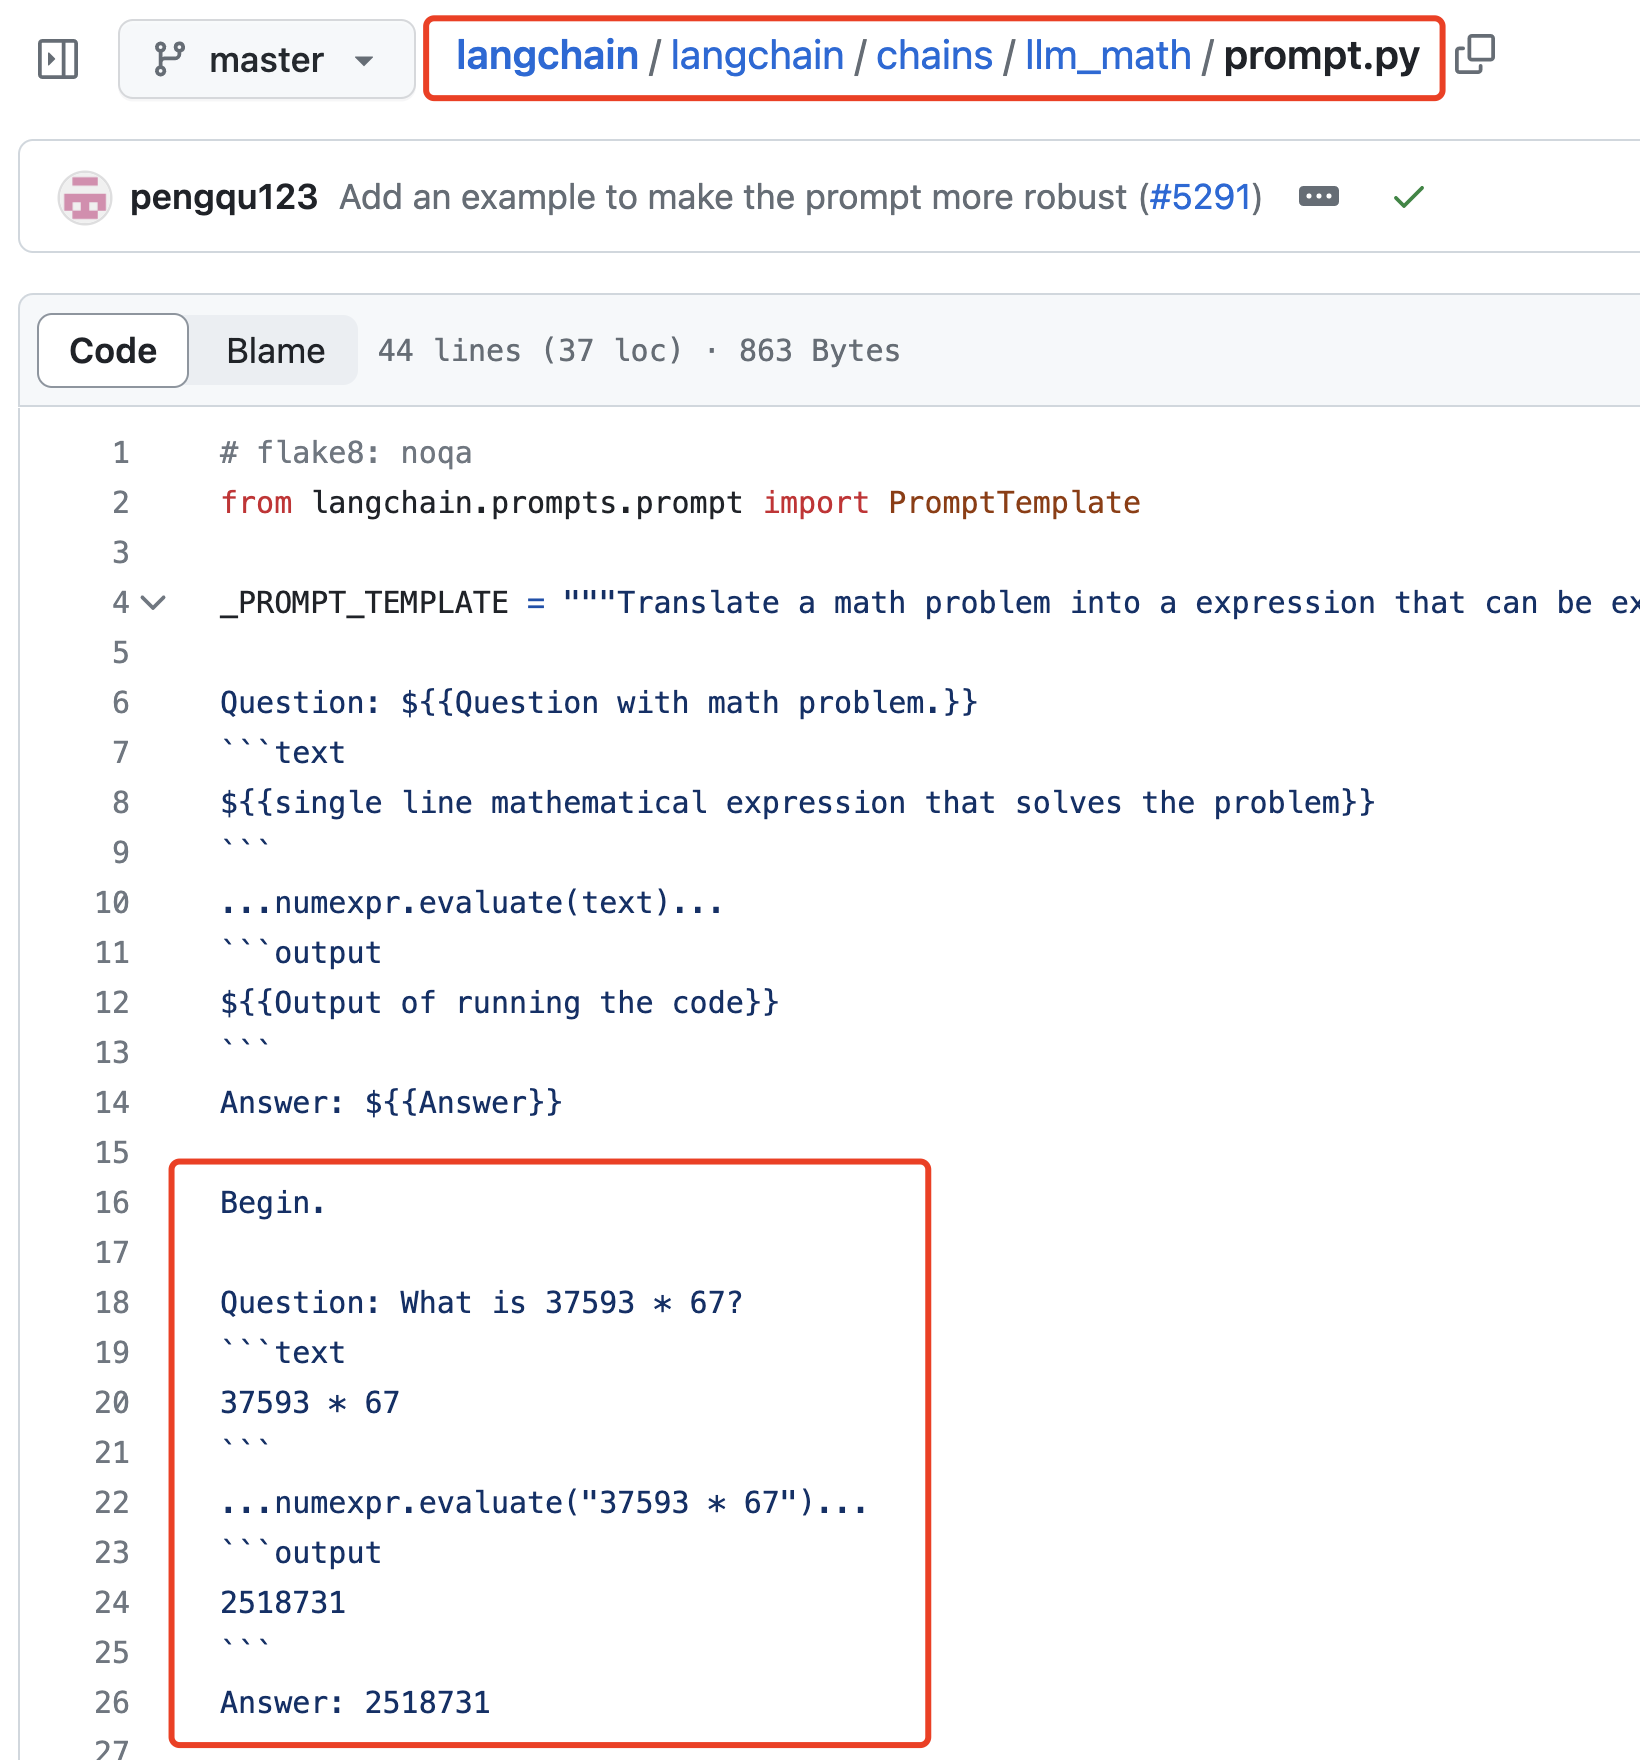 master langchain / langchain / chains / llm_math / prompt.py
pengqu123 Add an example to make the prompt more robust (#5291)
Code Blame 44 lines (37 loc) · 863 Bytes
1 # flake8: noqa
2 from langchain.prompts.prompt import PromptTemplate
3
4 _PROMPT_TEMPLATE = """Translate a math problem into a expression that can be ex
5
6 Question: ${{Question with math problem.}}
7 ```text
8 ${{single line mathematical expression that solves the problem}}
9 ```
10 ...numexpr.evaluate(text)...
11 ```output
12 ${{Output of running the code}}
13 ```
14 Answer: ${{Answer}}
15
16 Begin.
17
18 Question: What is 37593 * 67?
19 ```text
20 37593 * 67
21 ```
22 ...numexpr.evaluate("37593 * 67")...
23 ```output
24 2518731
25 ```
26 Answer: 2518731
27